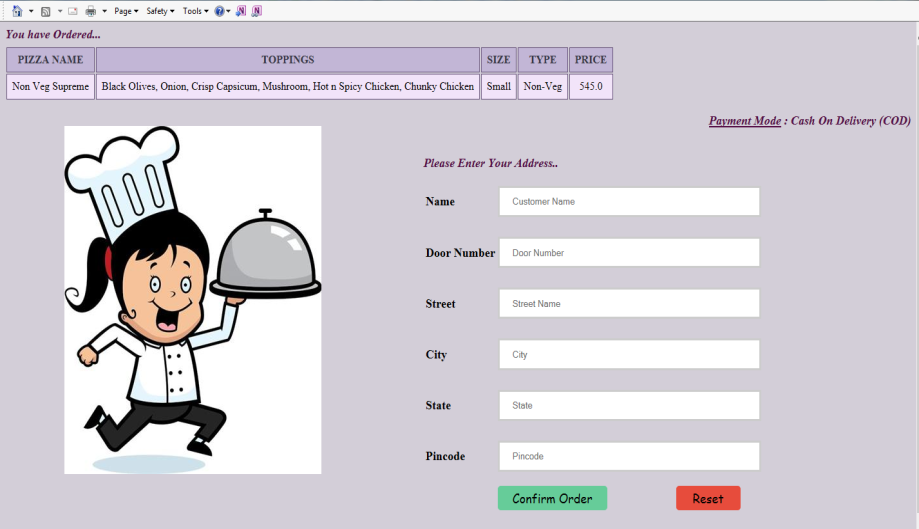 Page Safety Tools
You have Ordered...
PIZZA NAME TOPPINGS SIZE TYPE PRICE
Non Veg Supreme Black Olives, Onion, Crisp Capsicum, Mushroom, Hot n Spicy Chicken, Chunky Chicken Small Non-Veg 545.0
Payment Mode : Cash On Delivery (COD)
Please Enter Your Address..
Name Customer Name
Door Number Door Number
Street Street Name
City City
State State
Pincode Pincode
Confirm Order Reset